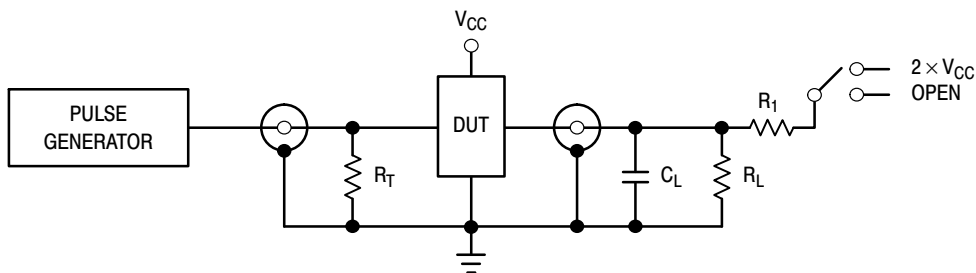 V_CC
2 × V_CC
OPEN
R_1
PULSE
GENERATOR
DUT
R_T
C_L
R_L